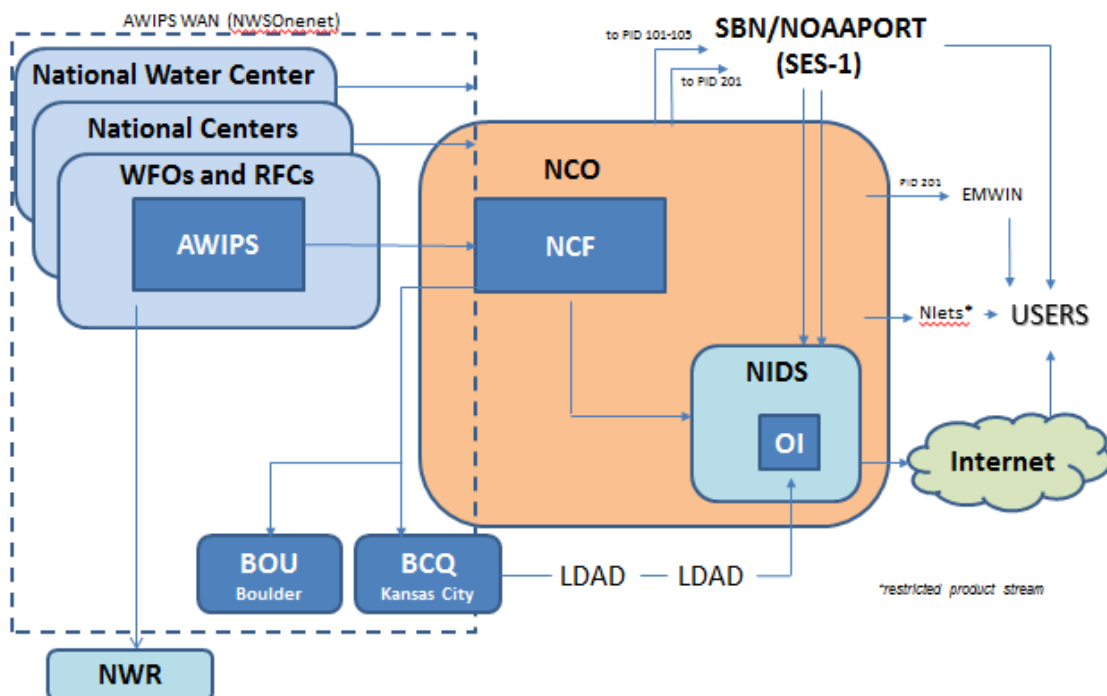 AWIPS WAN (NWSOnenet)
SBN/NOAAPORT
(SES-1)
to PID 101-105
to PID 201
National Water Center
National Centers
WFOs and RFCs
AWIPS
NCO
NCF
PID 201
EMWIN
Nlets*
USERS
NIDS
OI
Internet
BOU
Boulder
BCQ
Kansas City
LDAD
LDAD
*restricted product stream
NWR